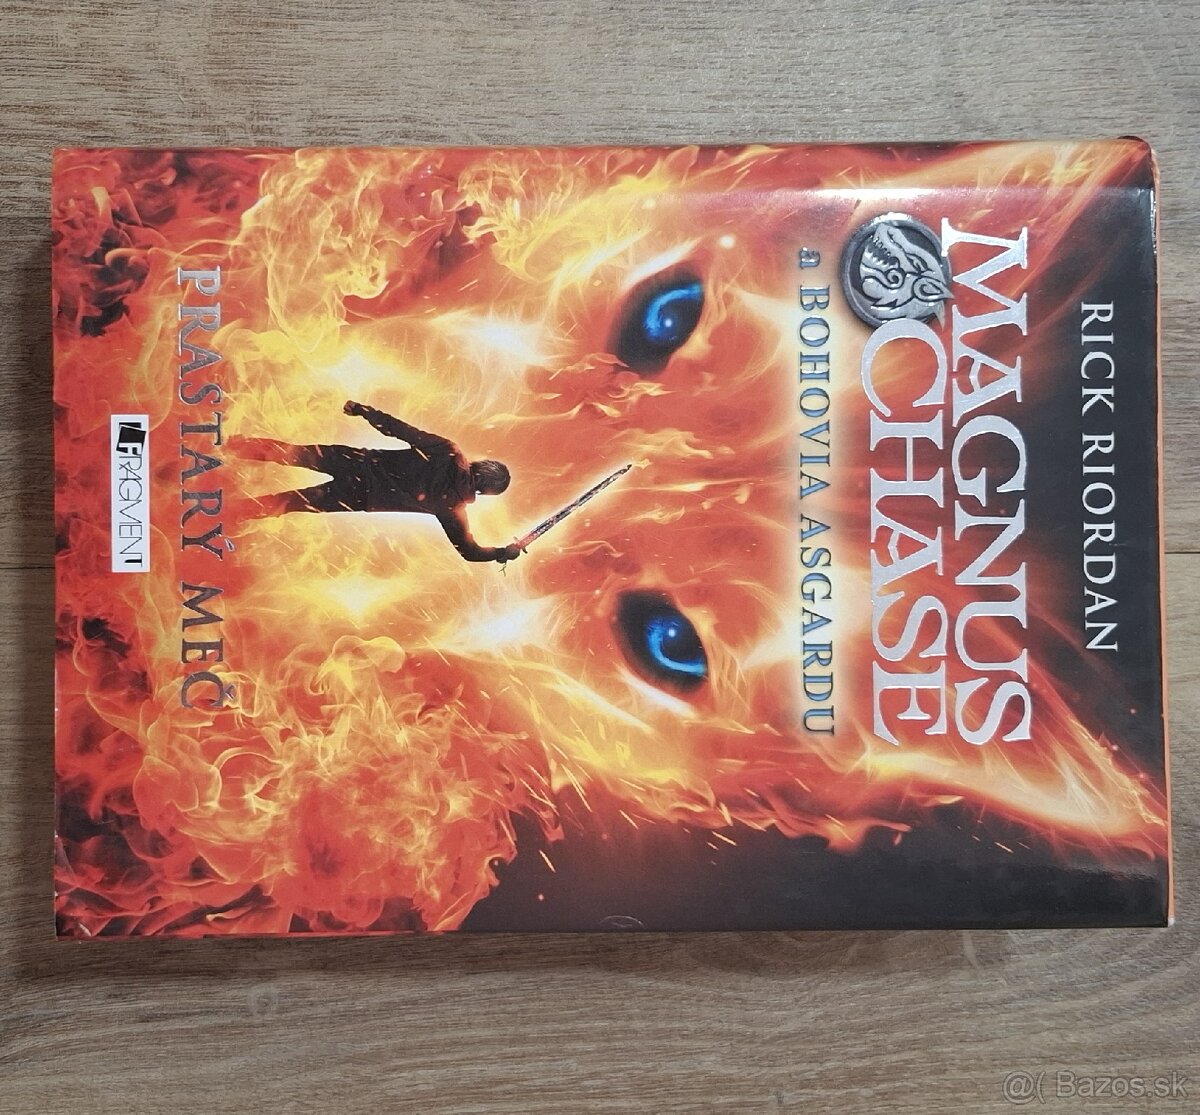 RICK RIORDAN
MAGNUS
CHASE
a BOHOVIA ASGARDU
PRASTARÝ MEČ
FRAGMENT
@( Bazos.sk